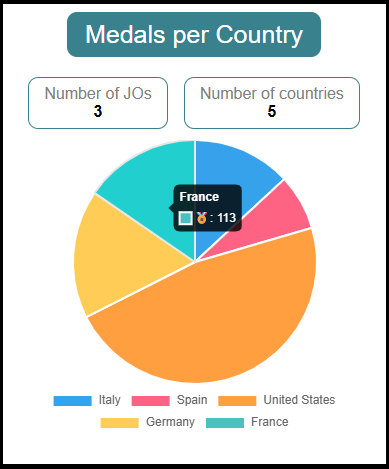 Medals per Country
Number of JOs
3
Number of countries
5
France
🏅: 113
Italy
Spain
United States
Germany
France